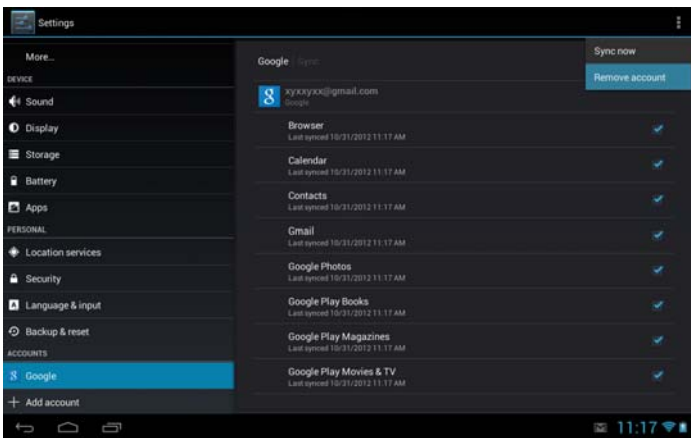 Settings
More...
DEVICE
Sound
Display
Storage
Battery
Apps
PERSONAL
Location services
Security
Language & input
Backup & reset
ACCOUNTS
Google
Add account
Google Sync
Sync now
Remove account
xyxxyxx@gmail.com
Google
Browser
Last synced 10/31/2012 11:17 AM
Calendar
Last synced 10/31/2012 11:17 AM
Contacts
Last synced 10/31/2012 11:17 AM
Gmail
Last synced 10/31/2012 11:17 AM
Google Photos
Last synced 10/31/2012 11:17 AM
Google Play Books
Last synced 10/31/2012 11:17 AM
Google Play Magazines
Last synced 10/31/2012 11:17 AM
Google Play Movies & TV
Last synced 10/31/2012 11:17 AM
11:17